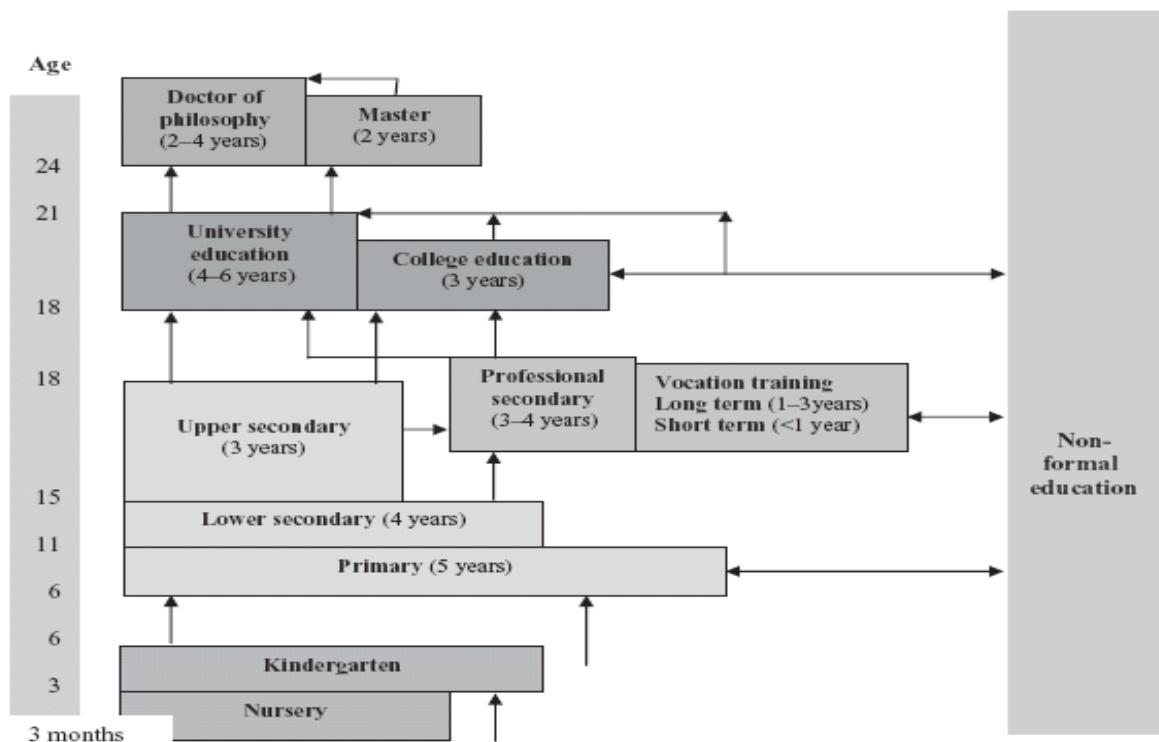 Age
Doctor of
philosophy
(2–4 years)
Master
(2 years)
24
21
University
education
(4–6 years)
College education
(3 years)
18
18
Professional
secondary
(3–4 years)
Vocation training
Long term (1–3years)
Short term (<1 year)
Upper secondary
(3 years)
Non-
formal
education
15
Lower secondary (4 years)
11
Primary (5 years)
6
6
Kindergarten
3
Nursery
3 months